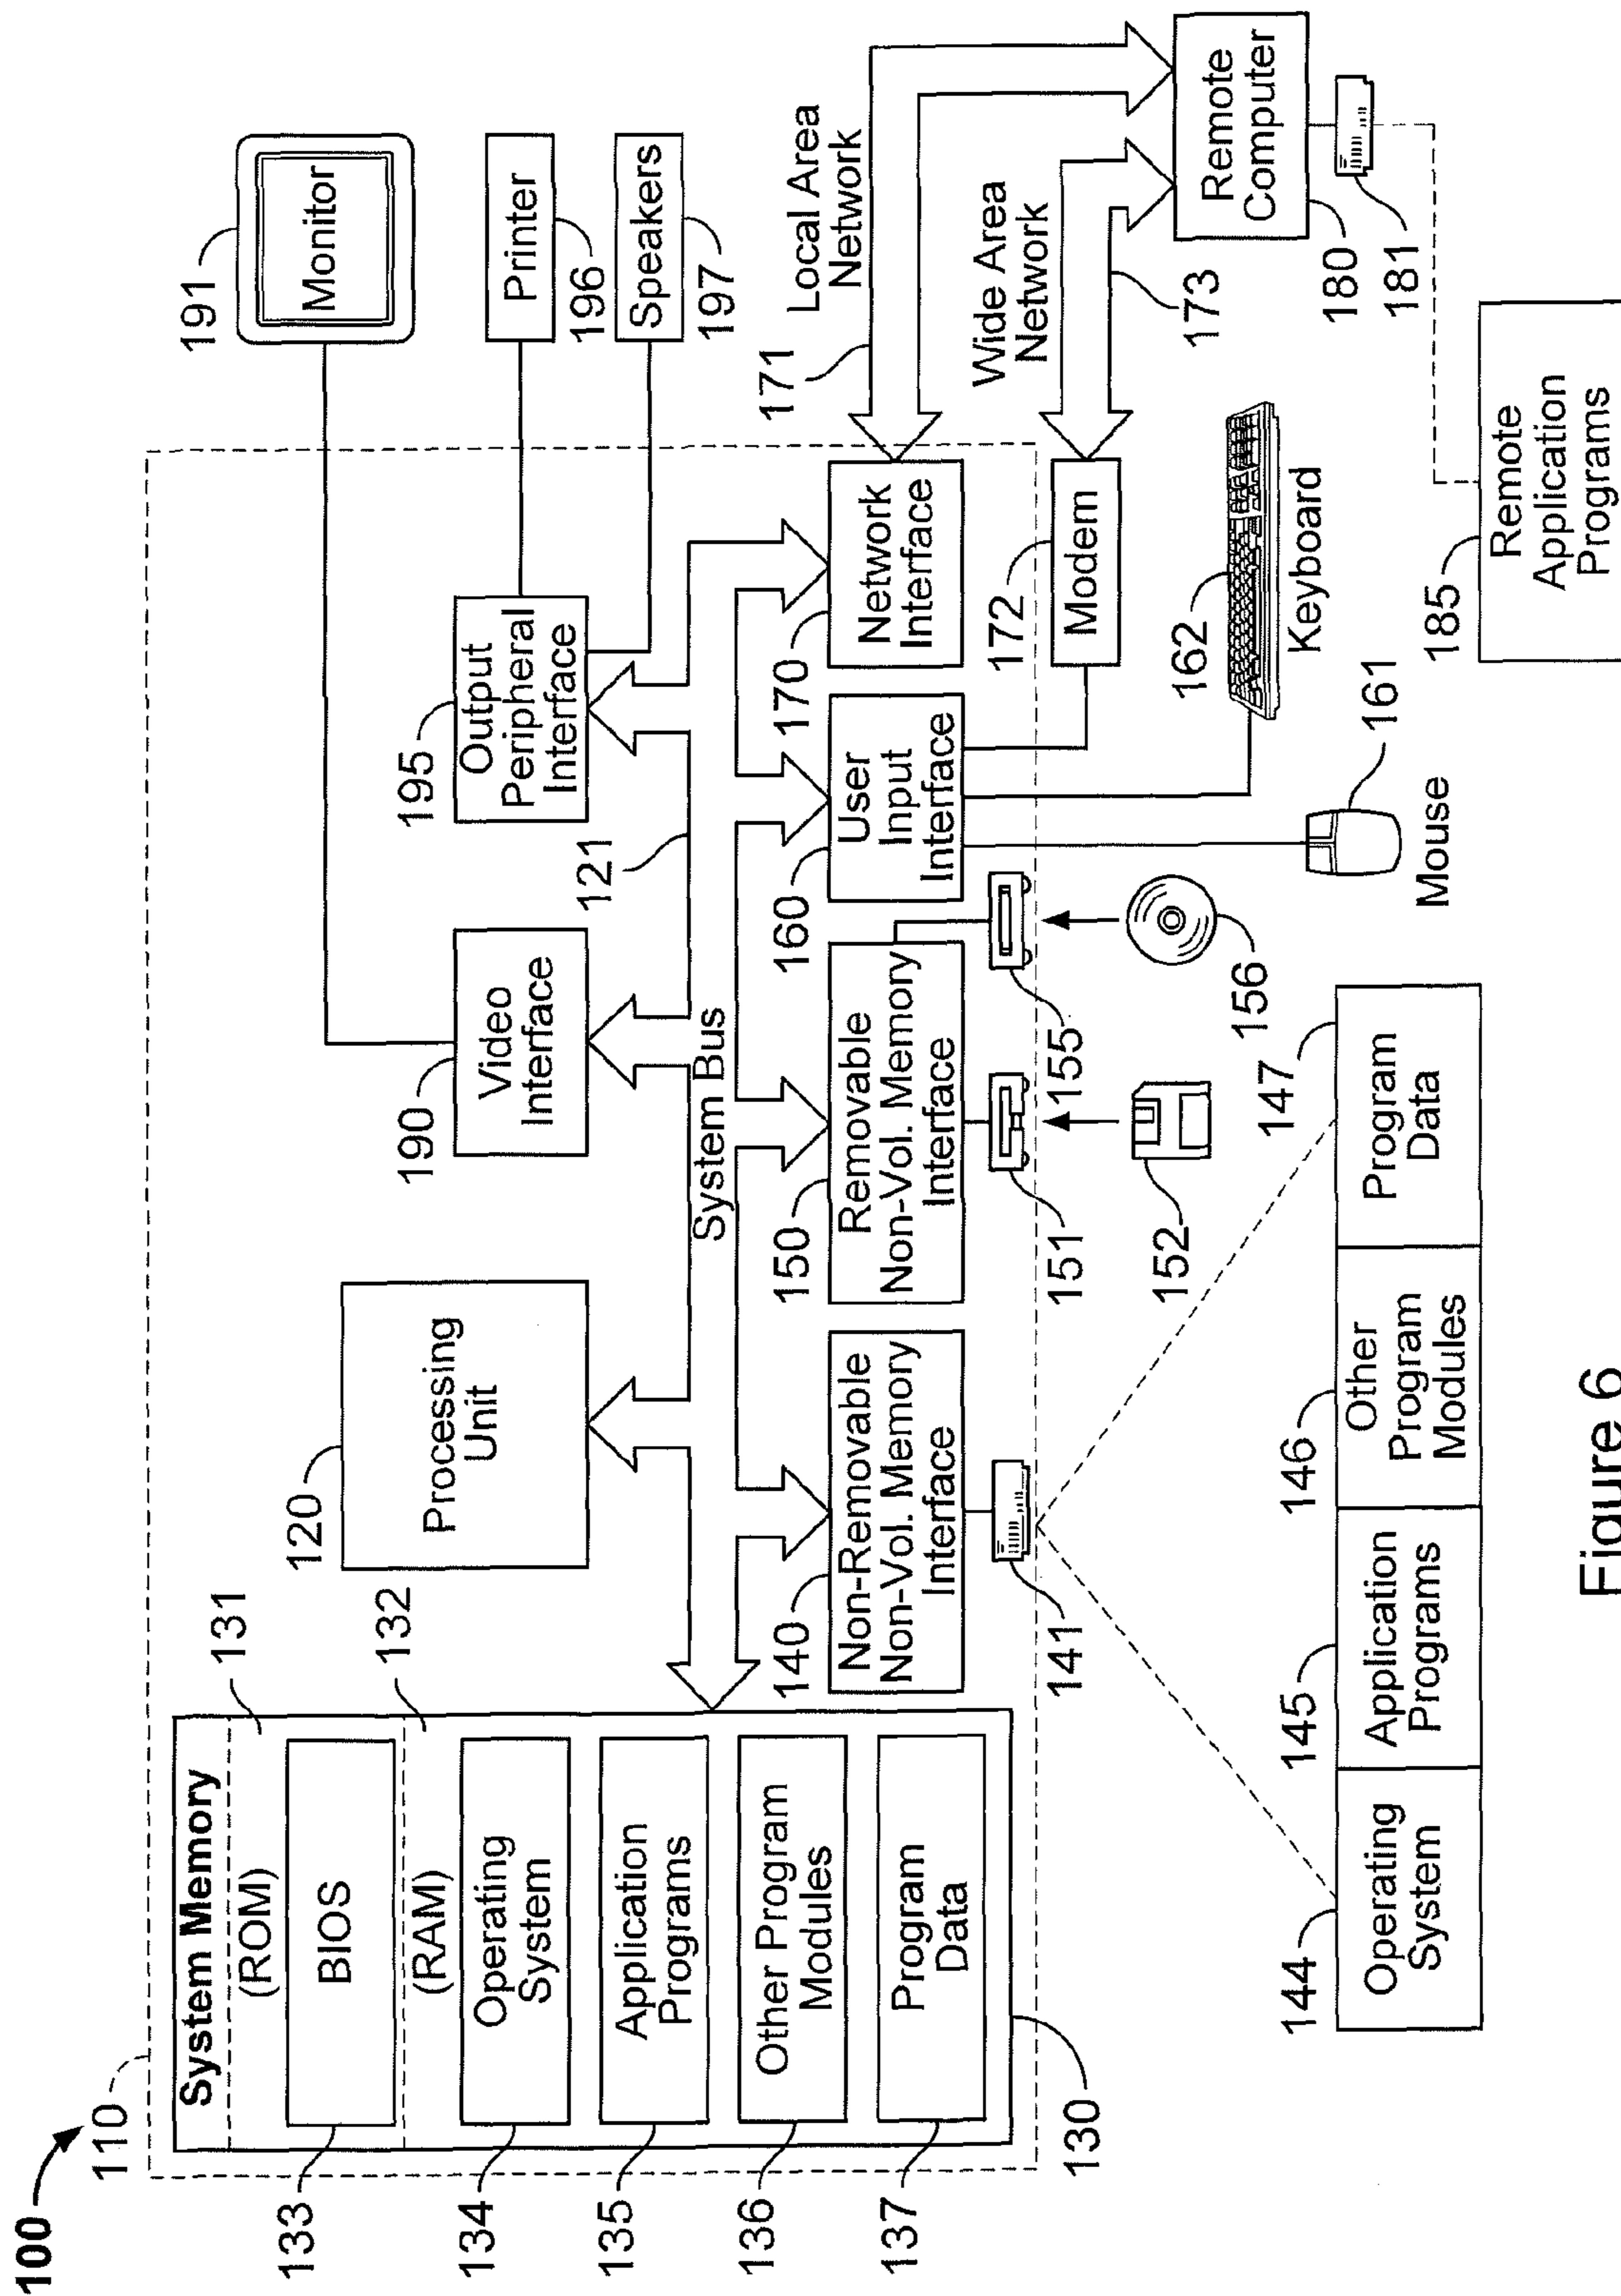 100
110
System Memory
(ROM)
131
133
BIOS
(RAM)
132
134
Operating
System
135
Application
Programs
136
Other Program
Modules
137
Program
Data
130
120
Processing
Unit
190
Video
Interface
195
Output
Peripheral
Interface
191
Monitor
Printer
196
Speakers
197
121
System Bus
140
Non-Removable
Non-Vol. Memory
Interface
150
Removable
Non-Vol. Memory
Interface
160
User
Input
Interface
170
Network
Interface
171
Local Area
Network
141
151
155
152
156
172
Modem
Wide Area
Network
173
Remote
Computer
180
181
162
Keyboard
161
Mouse
144
Operating
System
145
Application
Programs
146
Other
Program
Modules
147
Program
Data
185
Remote
Application
Programs
Figure 6